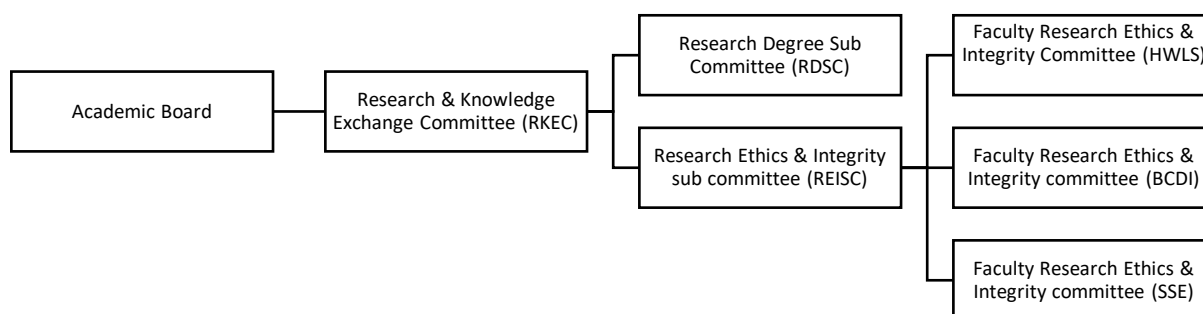 Academic Board
Research & Knowledge
Exchange Committee (RKEC)
Research Degree Sub
Committee (RDSC)
Research Ethics & Integrity
sub committee (REISC)
Faculty Research Ethics &
Integrity Committee (HWLS)
Faculty Research Ethics &
Integrity committee (BCDI)
Faculty Research Ethics &
Integrity committee (SSE)